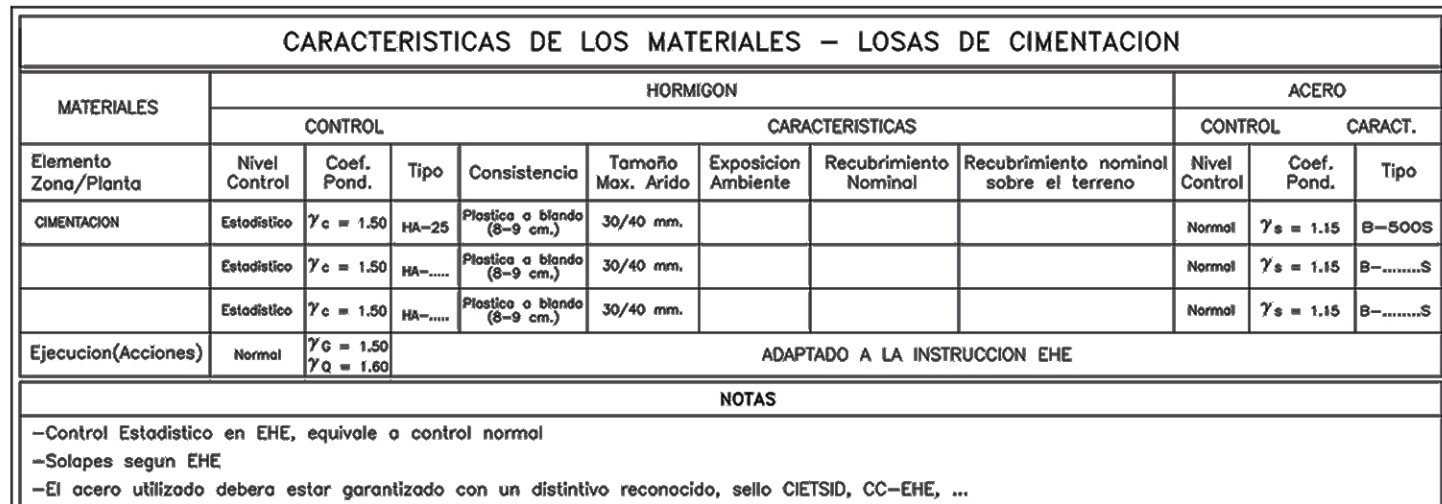 CARACTERISTICAS DE LOS MATERIALES - LOSAS DE CIMENTACION
MATERIALES HORMIGON ACERO
CONTROL CARACTERISTICAS CONTROL CARACT.
Elemento Zona/Planta Nivel Control Coef. Pond. Tipo Consistencia Tamaño Max. Arido Exposicion Ambiente Recubrimiento Nominal Recubrimiento nominal sobre el terreno Nivel Control Coef. Pond. Tipo
CIMENTACION Estadistico γc = 1.50 HA-25 Plastica a blanda (8-9 cm.) 30/40 mm. Normal γs = 1.15 B-500S
Estadistico γc = 1.50 HA-..... Plastica a blanda (8-9 cm.) 30/40 mm. Normal γs = 1.15 B-........S
Estadistico γc = 1.50 HA-..... Plastica a blanda (8-9 cm.) 30/40 mm. Normal γs = 1.15 B-........S
Ejecucion(Acciones) Normal γG = 1.50 γQ = 1.60 ADAPTADO A LA INSTRUCCION EHE
NOTAS
-Control Estadistico en EHE, equivale a control normal
-Solapes segun EHE
-El acero utilizado debera estar garantizado con un distintivo reconocido, sello CIETSID, CC-EHE, ...